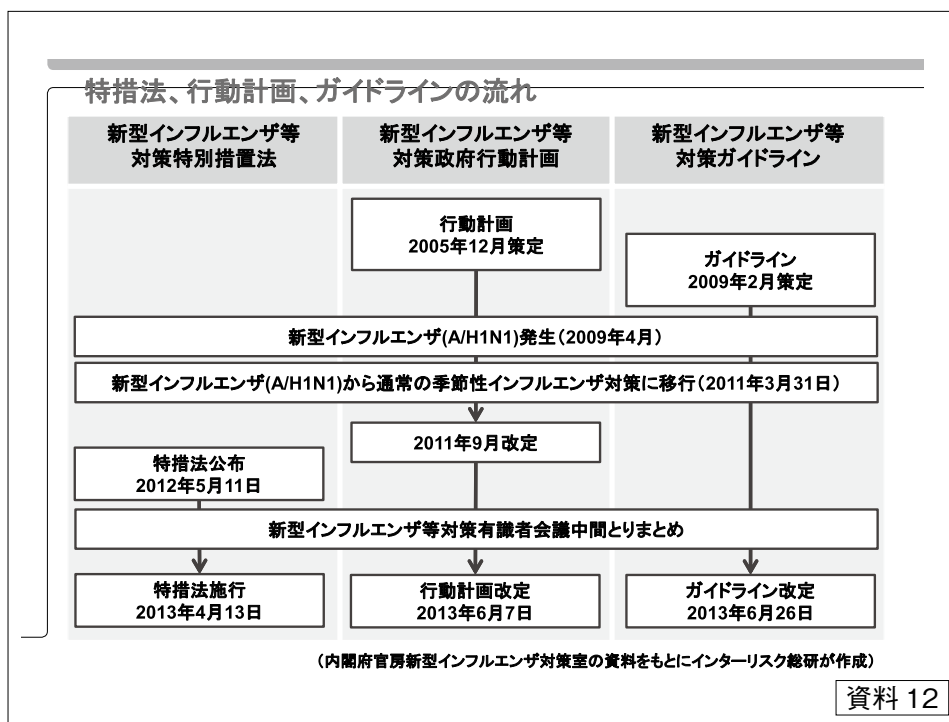 特措法、行動計画、ガイドラインの流れ
新型インフルエンザ等
対策特別措置法
新型インフルエンザ等
対策政府行動計画
新型インフルエンザ等
対策ガイドライン
行動計画
2005年12月策定
ガイドライン
2009年2月策定
新型インフルエンザ(A/H1N1)発生(2009年4月)
新型インフルエンザ(A/H1N1)から通常の季節性インフルエンザ対策に移行(2011年3月31日)
2011年9月改定
特措法公布
2012年5月11日
新型インフルエンザ等対策有識者会議中間とりまとめ
特措法施行
2013年4月13日
行動計画改定
2013年6月7日
ガイドライン改定
2013年6月26日
(内閣府官房新型インフルエンザ対策室の資料をもとにインターリスク総研が作成)
資料 12